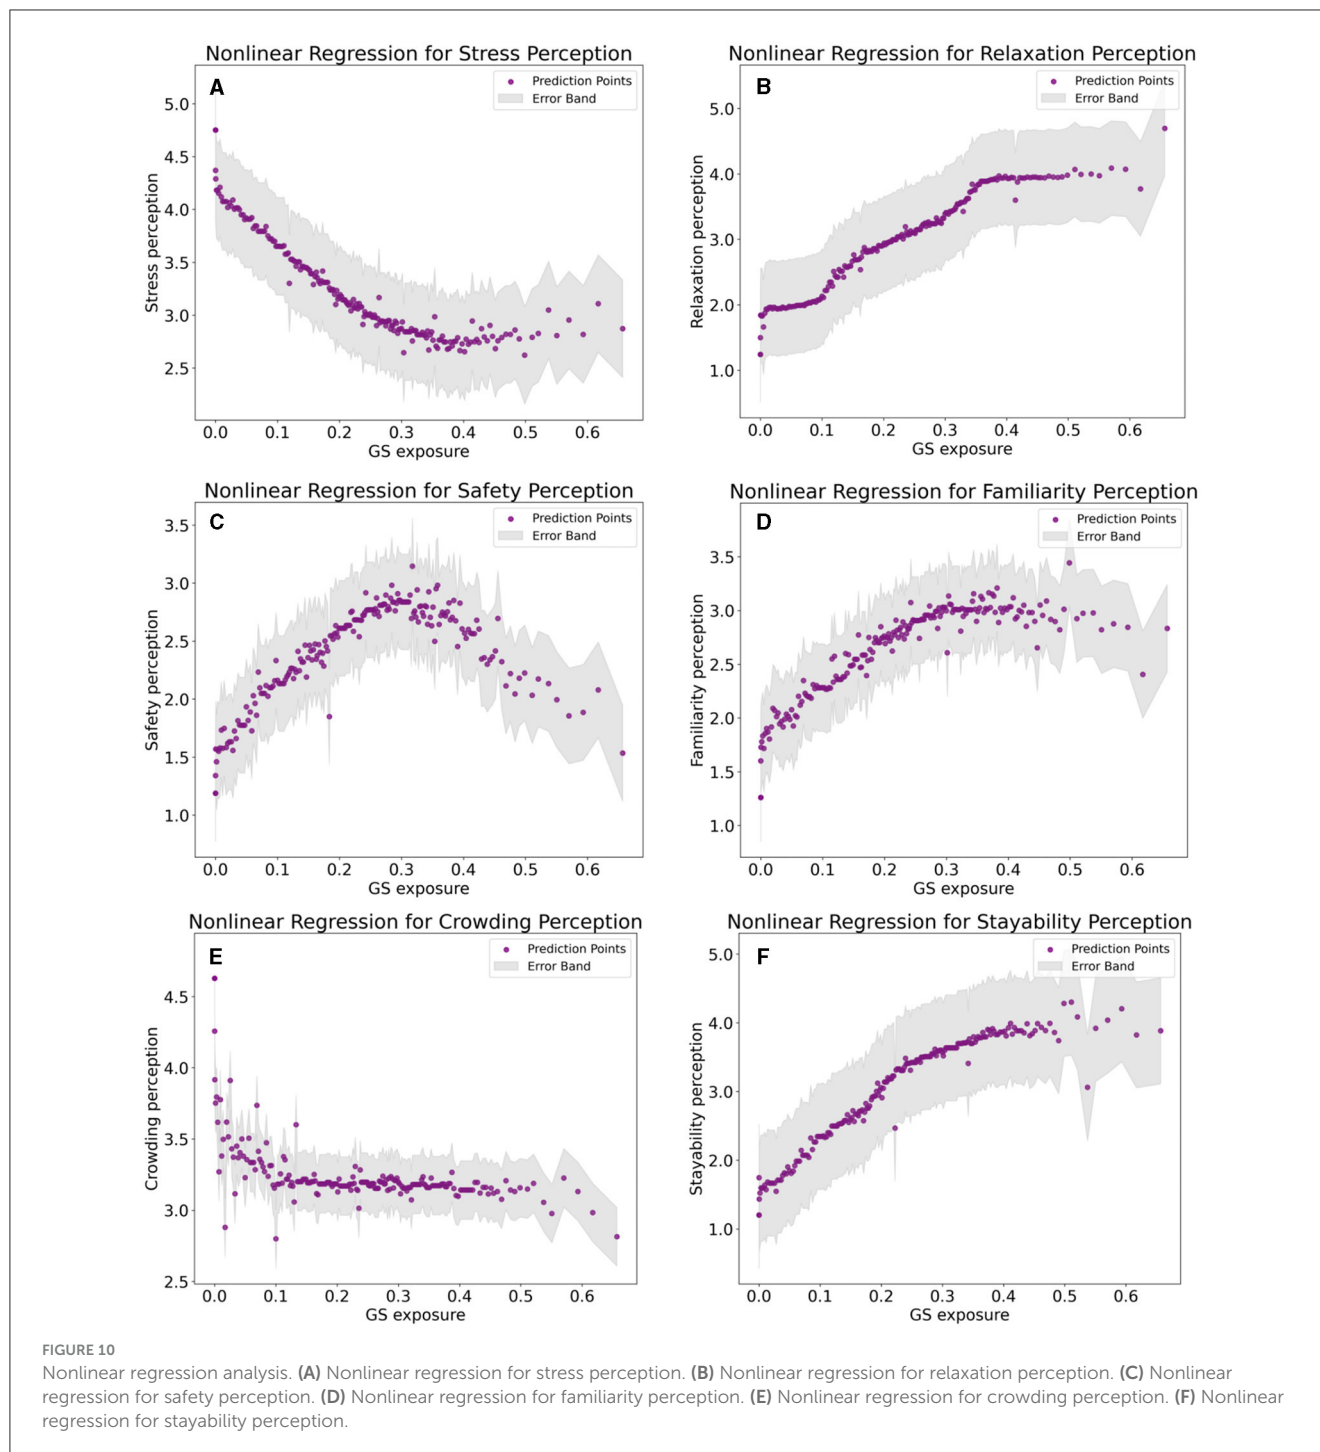 Nonlinear Regression for Stress Perception
A
Prediction Points
Error Band
5.0
4.5
4.0
3.5
3.0
2.5
Stress perception
0.0 0.1 0.2 0.3 0.4 0.5 0.6
GS exposure
Nonlinear Regression for Relaxation Perception
B
Prediction Points
Error Band
5.0
4.0
3.0
2.0
1.0
Relaxation perception
0.0 0.1 0.2 0.3 0.4 0.5 0.6
GS exposure
Nonlinear Regression for Safety Perception
C
Prediction Points
Error Band
3.5
3.0
2.5
2.0
1.5
1.0
Safety perception
0.0 0.1 0.2 0.3 0.4 0.5 0.6
GS exposure
Nonlinear Regression for Familiarity Perception
D
Prediction Points
Error Band
3.5
3.0
2.5
2.0
1.5
1.0
Familiarity perception
0.0 0.1 0.2 0.3 0.4 0.5 0.6
GS exposure
Nonlinear Regression for Crowding Perception
E
Prediction Points
Error Band
4.5
4.0
3.5
3.0
2.5
Crowding perception
0.0 0.1 0.2 0.3 0.4 0.5 0.6
GS exposure
Nonlinear Regression for Stayability Perception
F
Prediction Points
Error Band
5.0
4.0
3.0
2.0
1.0
Stayability perception
0.0 0.1 0.2 0.3 0.4 0.5 0.6
GS exposure
FIGURE 10
Nonlinear regression analysis. (A) Nonlinear regression for stress perception. (B) Nonlinear regression for relaxation perception. (C) Nonlinear
regression for safety perception. (D) Nonlinear regression for familiarity perception. (E) Nonlinear regression for crowding perception. (F) Nonlinear
regression for stayability perception.